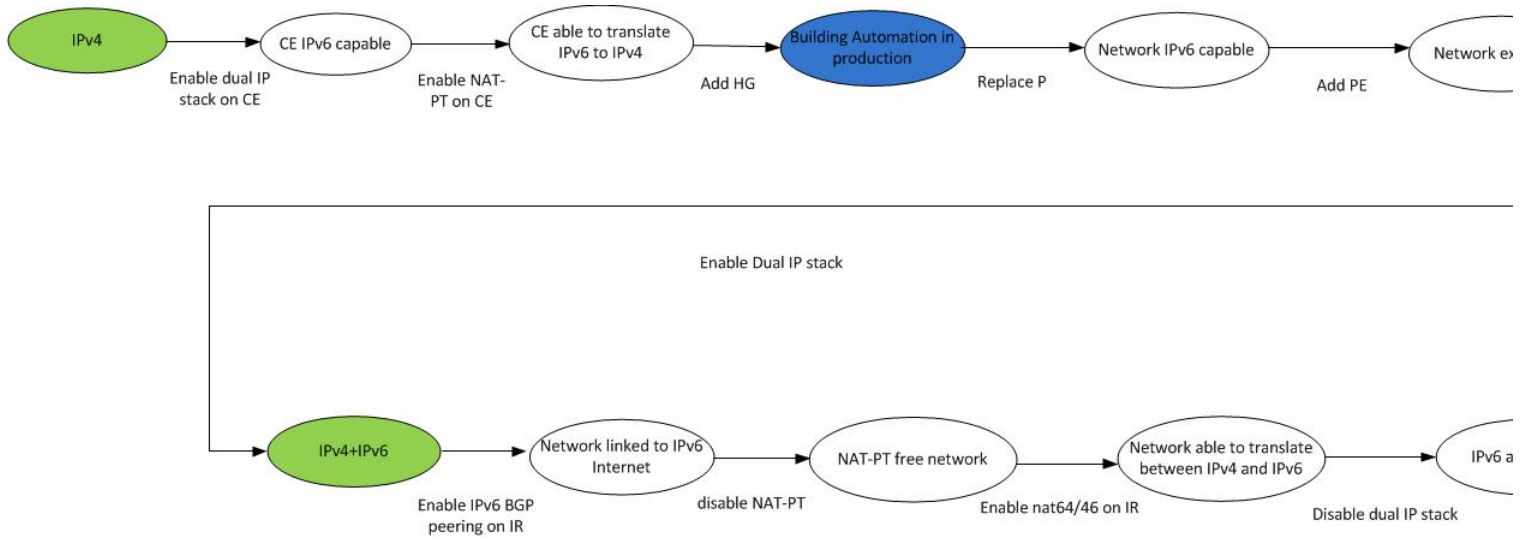 IPv4
Enable dual IP
stack on CE
CE IPv6 capable
Enable NAT-
PT on CE
CE able to translate
IPv6 to IPv4
Add HG
Building Automation in
production
Replace P
Network IPv6 capable
Add PE
Network ex
Enable Dual IP stack
IPv4+IPv6
Enable IPv6 BGP
peering on IR
Network linked to IPv6
Internet
disable NAT-PT
NAT-PT free network
Enable nat64/46 on IR
Network able to translate
between IPv4 and IPv6
Disable dual IP stack
IPv6 a